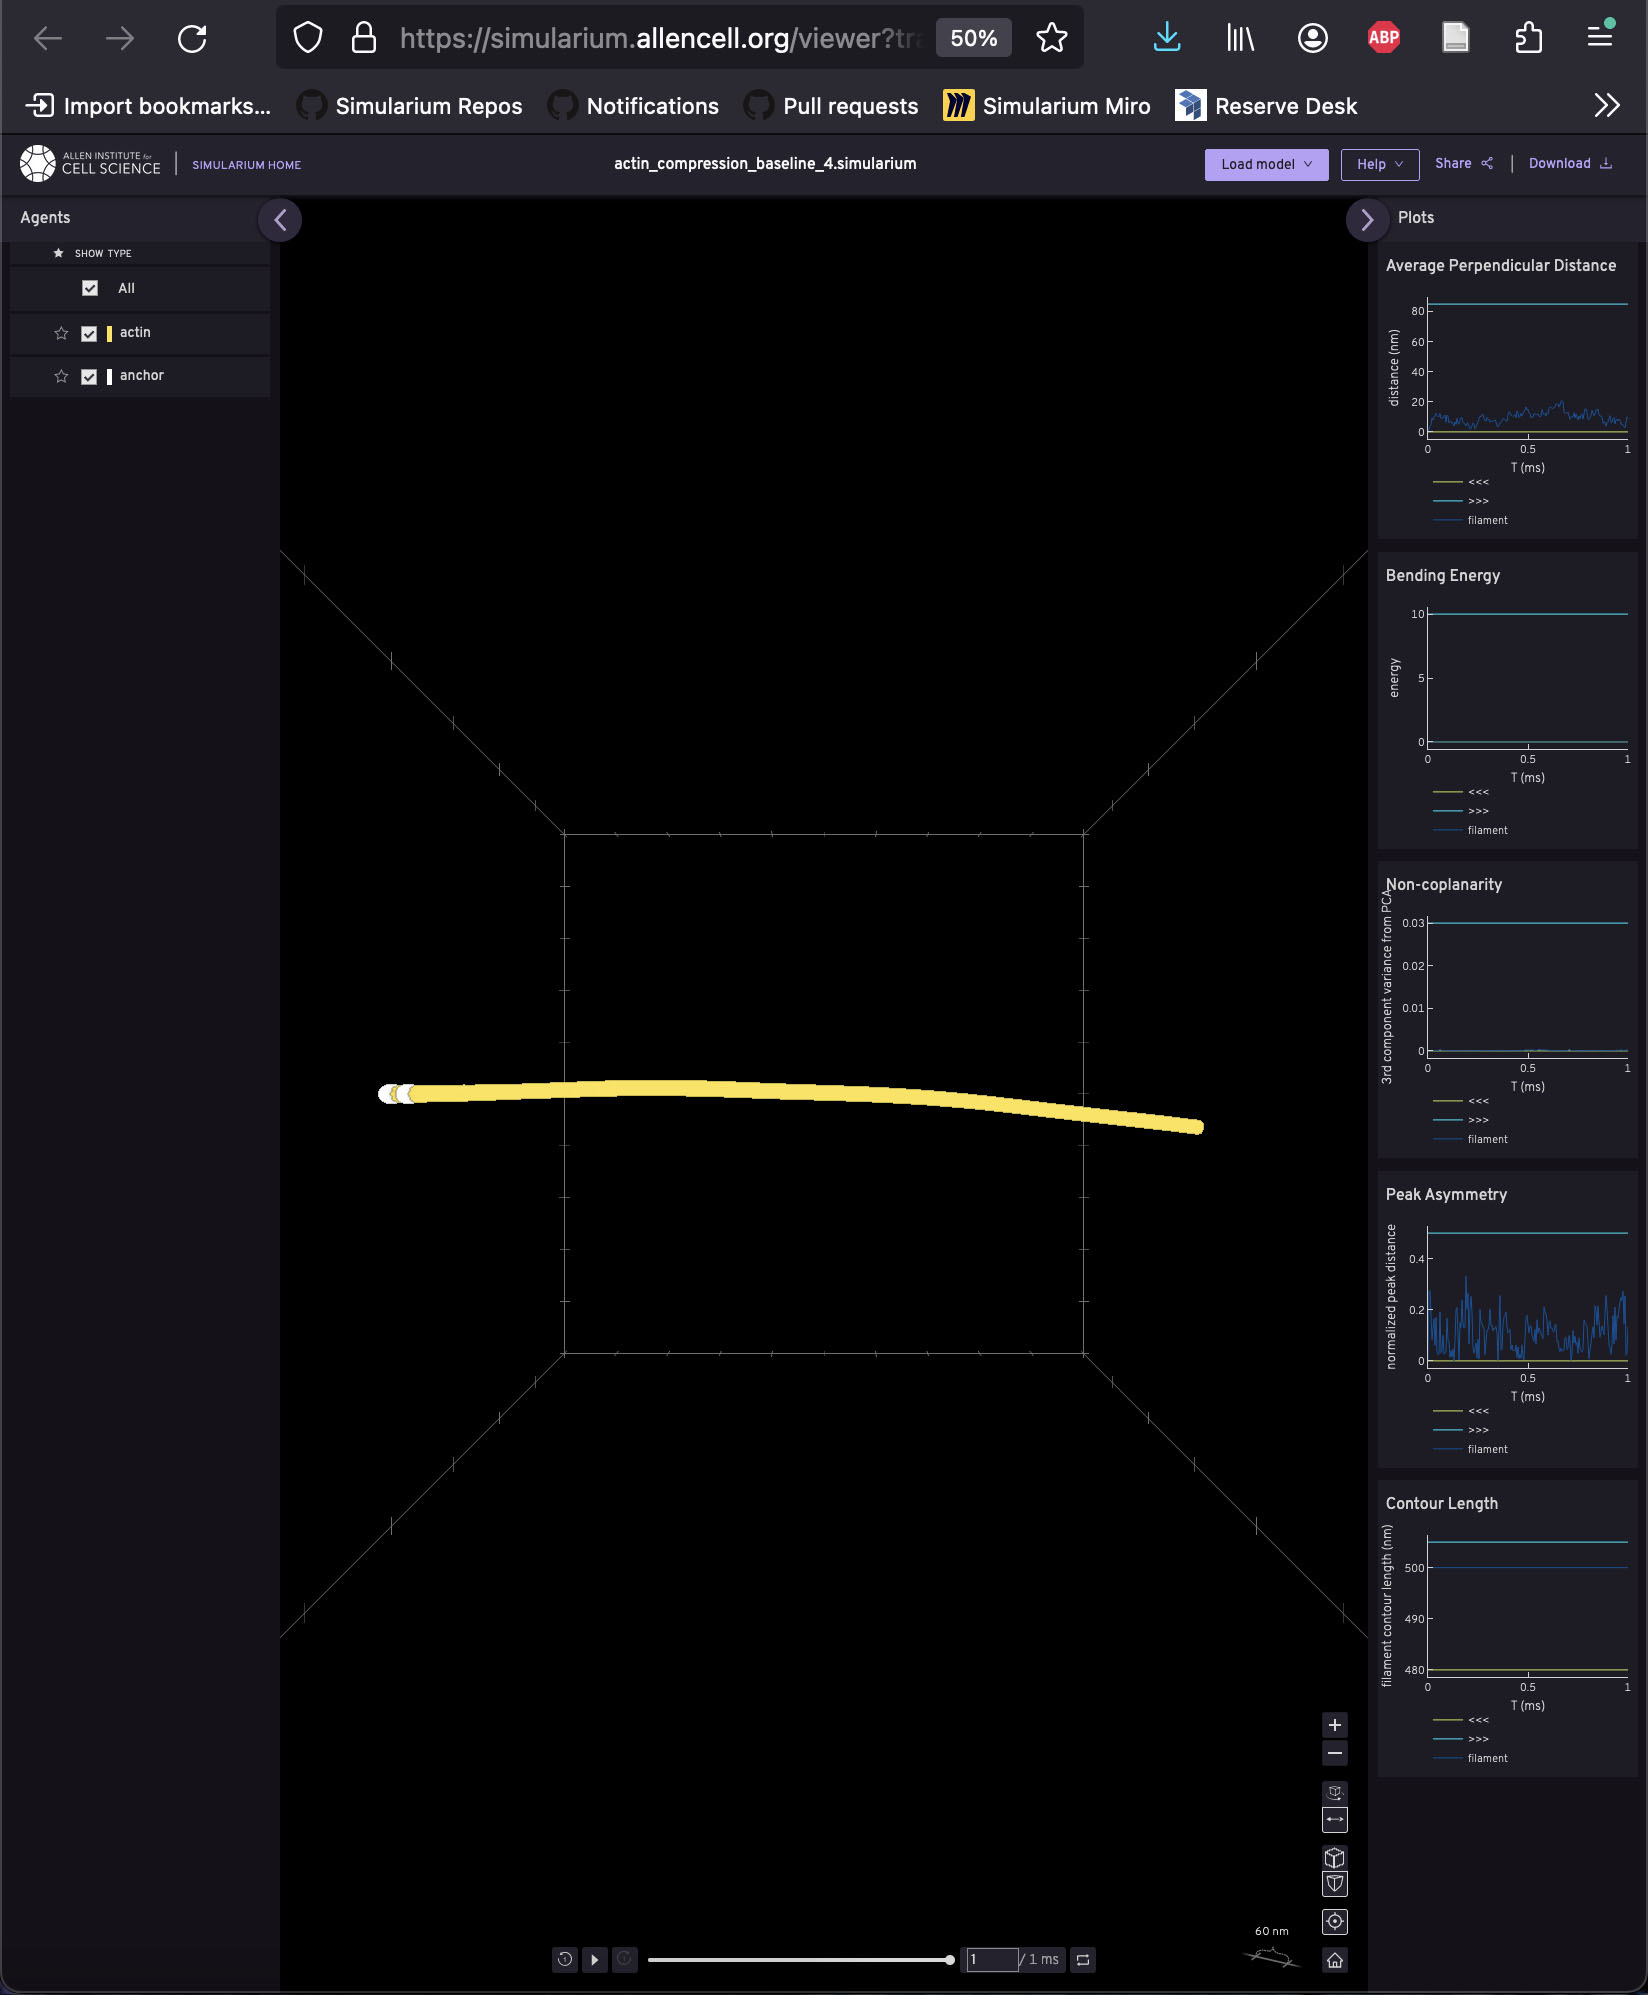 https://simularium.allencell.org/viewer?tra
50%
ABP
Import bookmarks...
Simularium Repos
Notifications
Pull requests
Simularium Miro
Reserve Desk
ALLEN INSTITUTE for
CELL SCIENCE
SIMULARIUM HOME
actin_compression_baseline_4.simularium
Load model
Help
Share
Download
Agents
SHOW TYPE
All
actin
anchor
Plots
Average Perpendicular Distance
distance (nm)
80
60
40
20
0
0
0.5
1
T (ms)
<<<
>>>
filament
Bending Energy
energy
10
5
0
0
0.5
1
T (ms)
<<<
>>>
filament
Non-coplanarity
3rd component variance from PCA
0.03
0.02
0.01
0
0
0.5
1
T (ms)
<<<
>>>
filament
Peak Asymmetry
normalized peak distance
0.4
0.2
0
0
0.5
1
T (ms)
<<<
>>>
filament
Contour Length
filament contour length (nm)
500
490
480
0
0.5
1
T (ms)
<<<
>>>
filament
60 nm
1
/ 1 ms